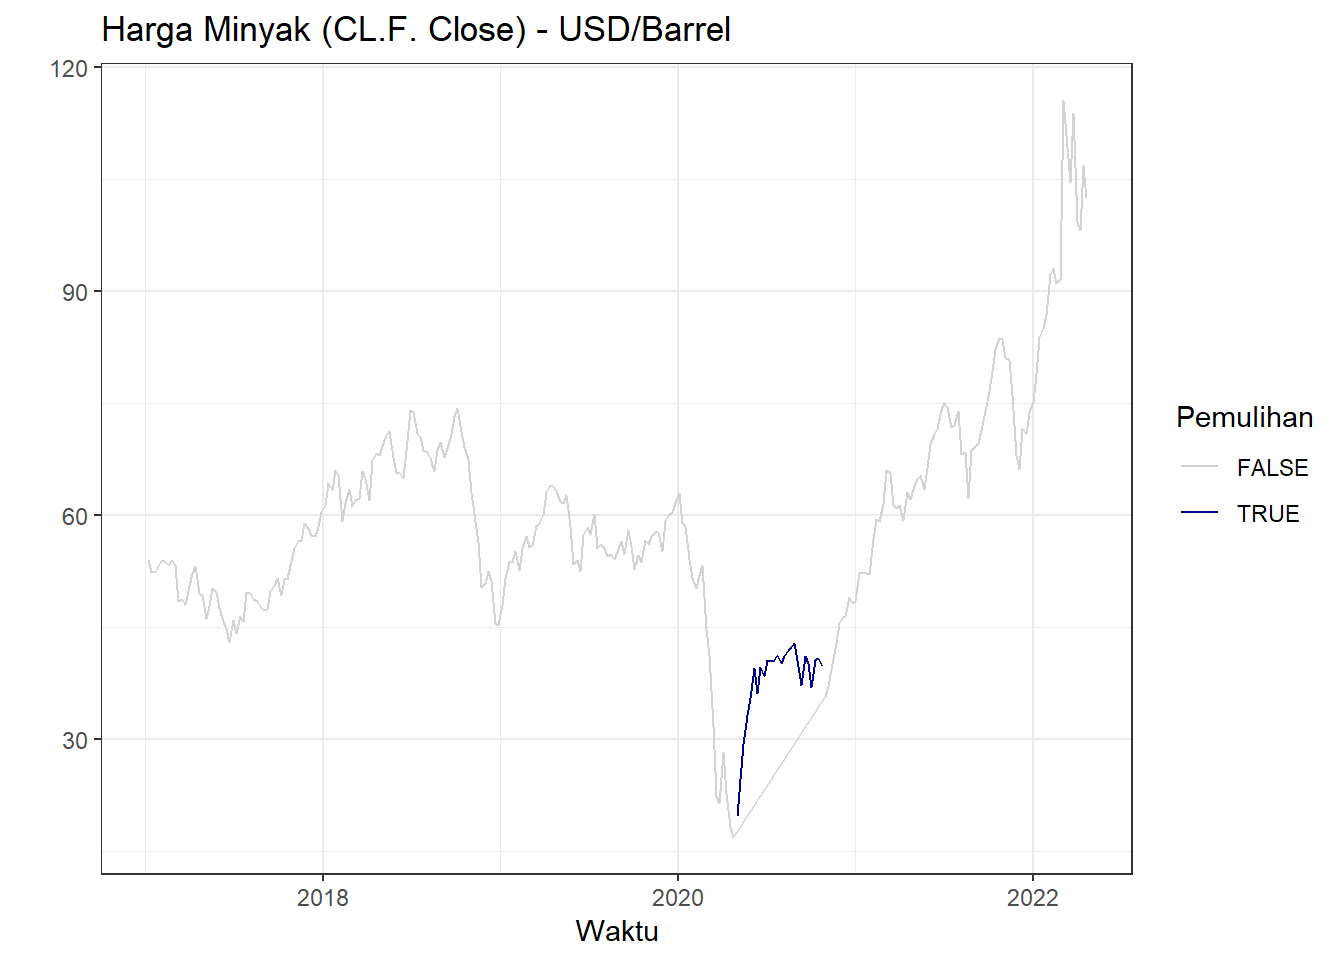 Harga Minyak (CL.F. Close) - USD/Barrel
120
90
60
30
2018
2020
2022
Waktu
Pemulihan
FALSE
TRUE